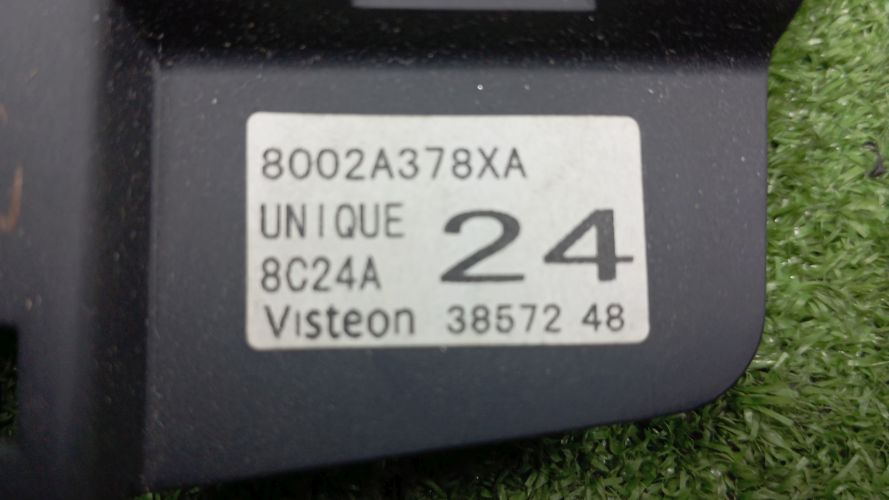 8002A378XA
UNIQUE
24
8C24A
Visteon 38572 48